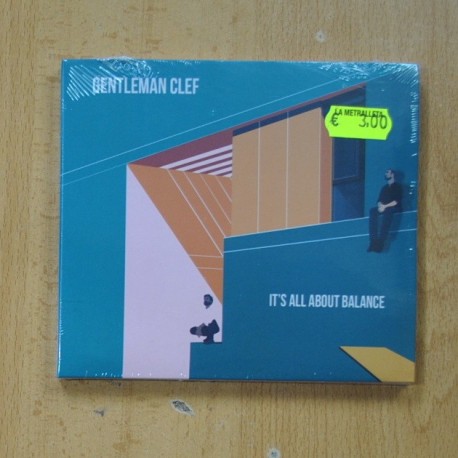 GENTLEMAN CLEF
LA METRALLETA
€ 3,00
IT'S ALL ABOUT BALANCE